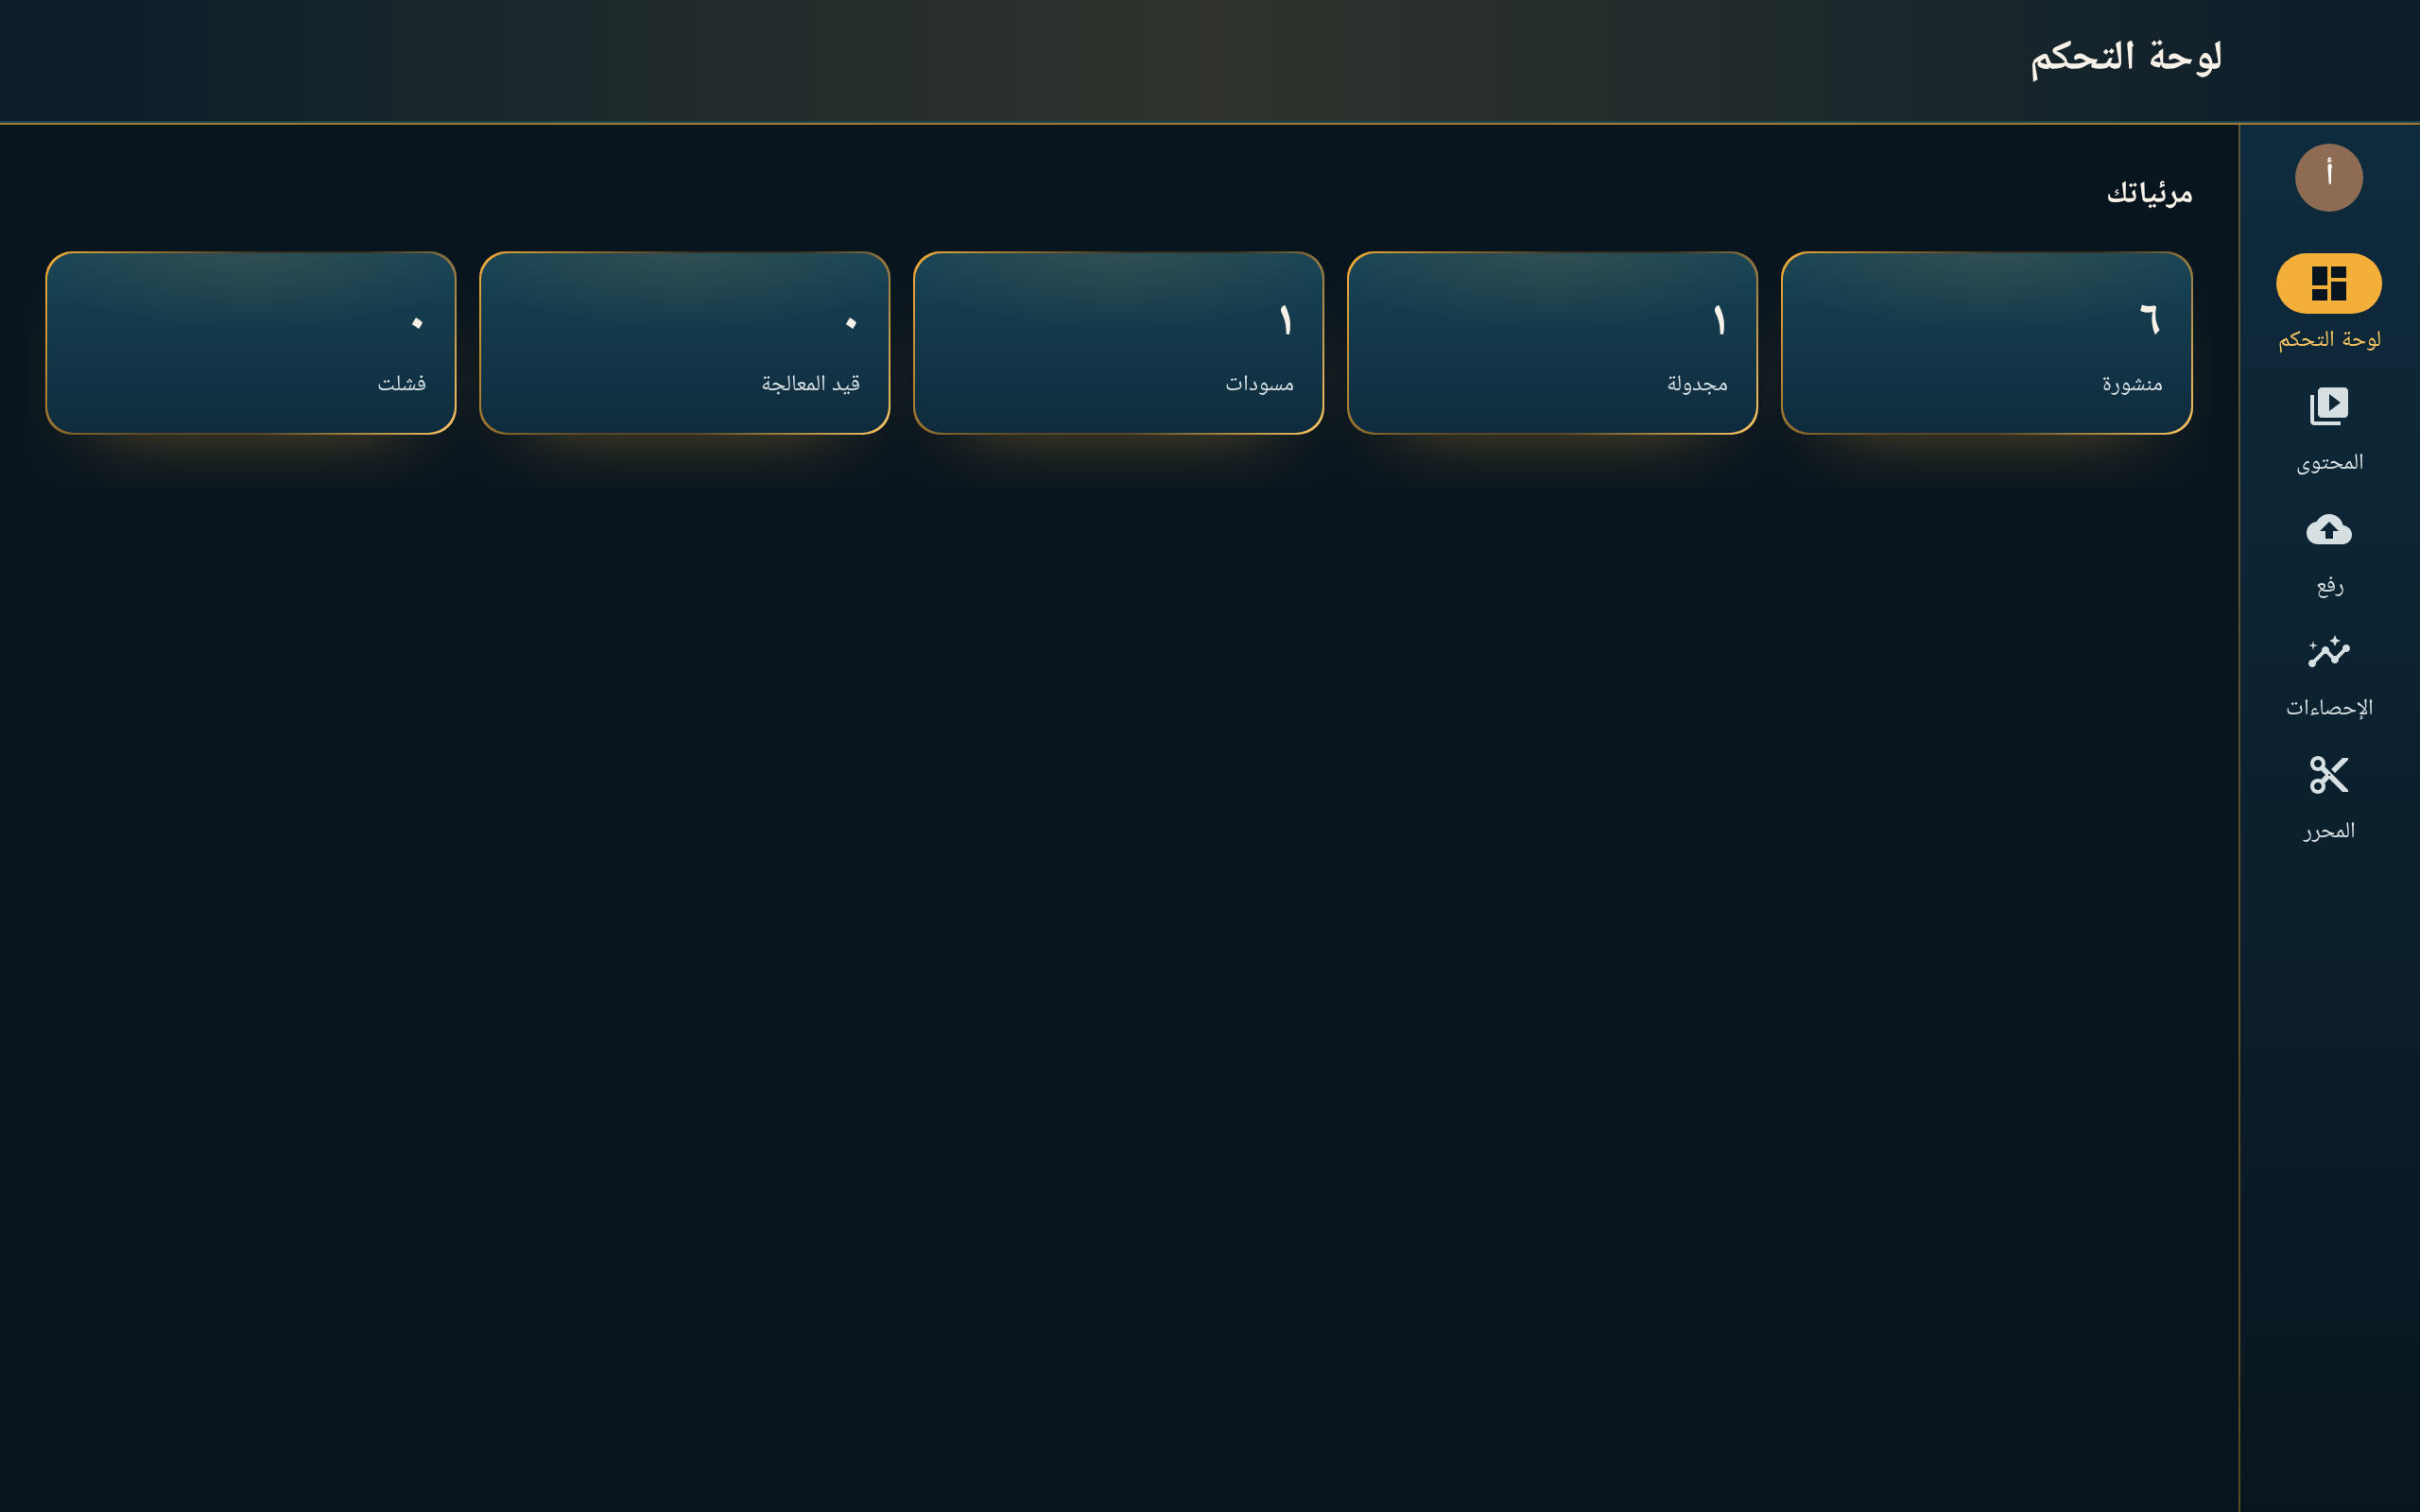 لوحة التحكم
أ
لوحة التحكم
المحتوى
رفع
الإحصاءات
المحرر
مرئياتك
٦
منشورة
١
مجدولة
١
مسودات
٠
قيد المعالجة
٠
فشلت